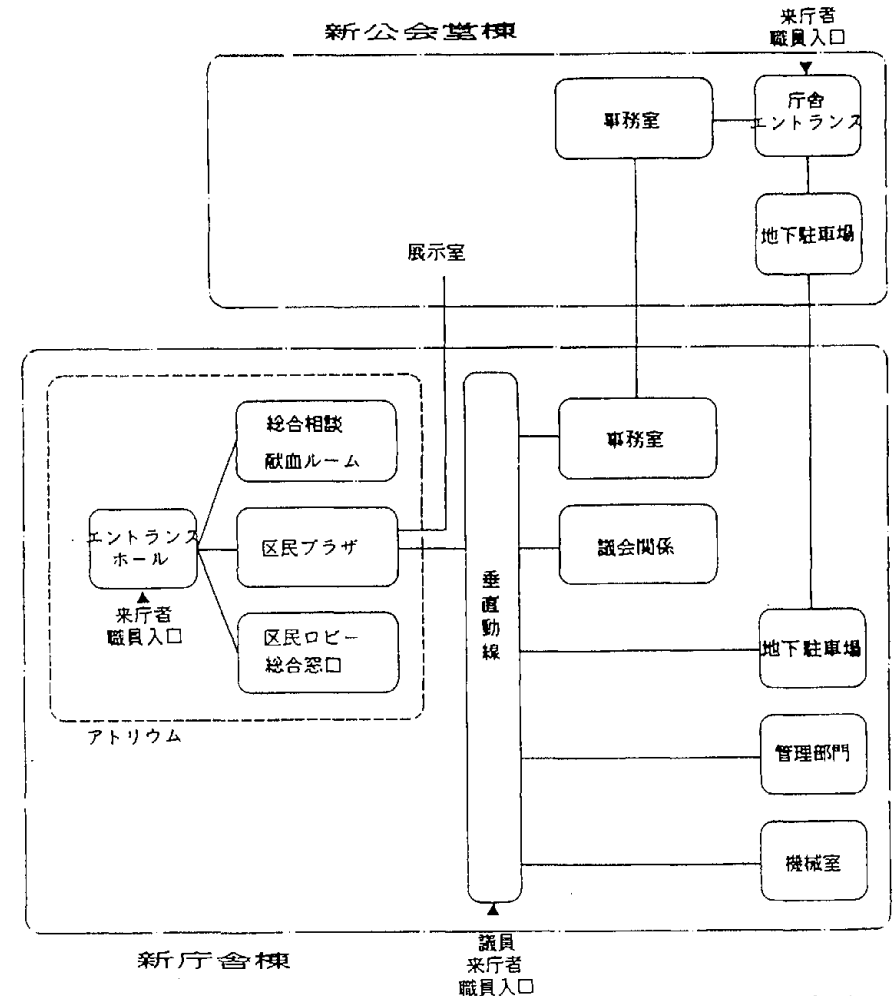 新公会堂棟
来庁者
職員入口
事務室
庁舎
エントランス
地下駐車場
展示室
総合相談
献血ルーム
事務室
エントランス
ホール
区民プラザ
議会関係
垂直動線
来庁者
職員入口
区民ロビー
総合窓口
地下駐車場
アトリウム
管理部門
機械室
新庁舎棟
議員
来庁者
職員入口